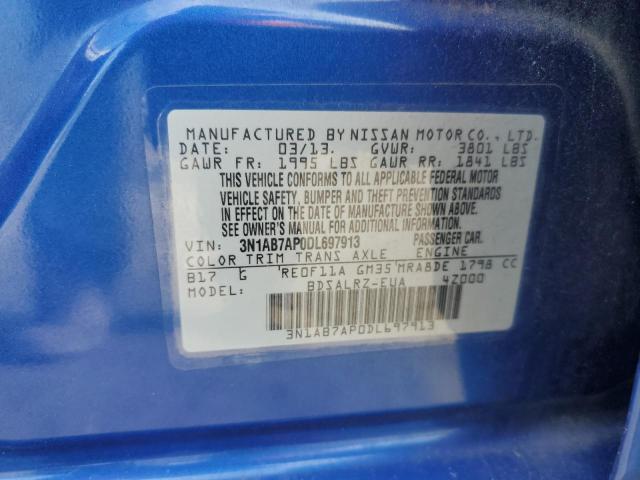 MANUFACTURED BY NISSAN MOTOR CO., LTD.
DATE: 03/13. GVWR: 3801 LBS
GAWR FR: 1995 LBS GAWR RR: 1841 LBS
THIS VEHICLE CONFORMS TO ALL APPLICABLE FEDERAL MOTOR
VEHICLE SAFETY, BUMPER AND THEFT PREVENTION STANDARDS
IN EFFECT ON THE DATE OF MANUFACTURE SHOWN ABOVE.
SEE OWNER'S MANUAL FOR ADDITIONAL INFORMATION.
VIN: 3N1AB7AP0DL697913 PASSENGER CAR.
COLOR TRIM TRANS AXLE ENGINE
B17 G RE0F11A GM35 MRA8DE 1798 CC
MODEL: BDSALRZ-EUA 4Z000
3N1AB7AP0DL697913